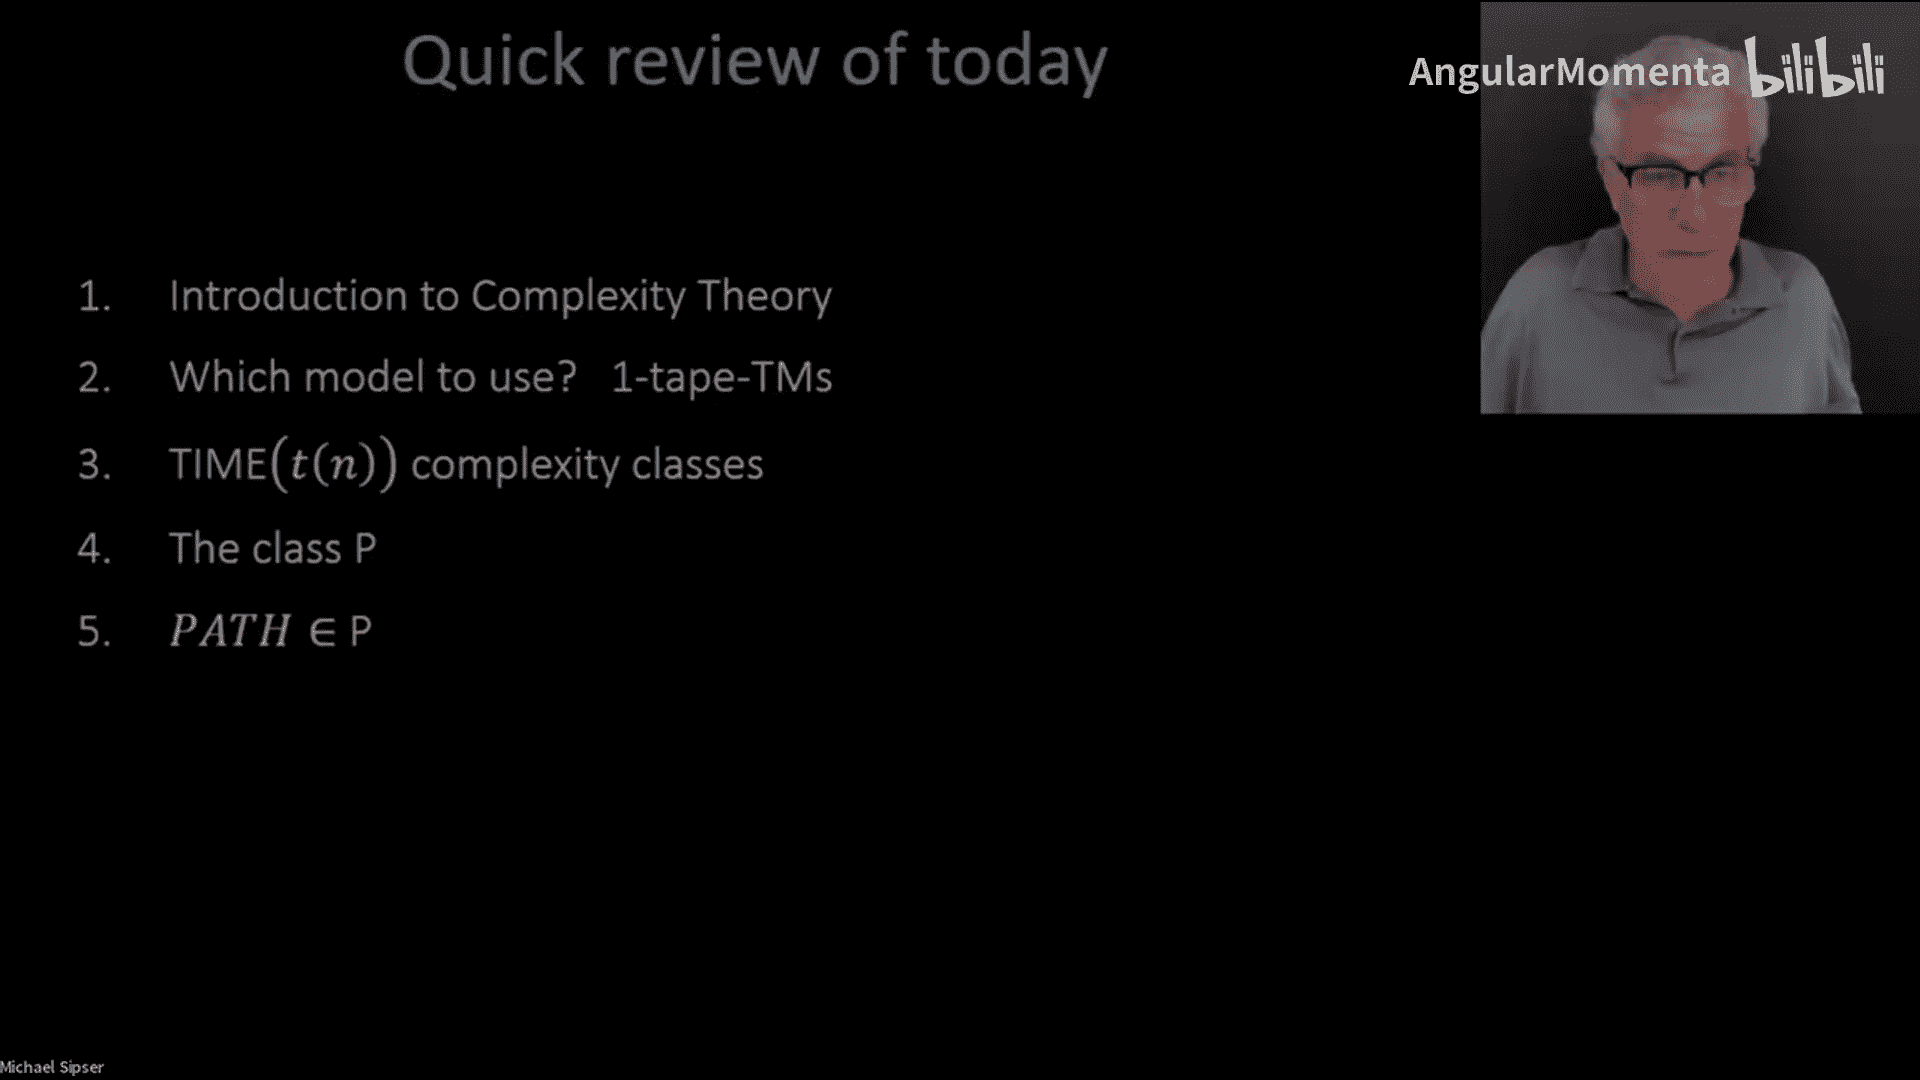 Quick review of today
AngularMomenta bilibili
1. Introduction to Complexity Theory
2. Which model to use? 1-tape-TMs
3. TIME(t(n)) complexity classes
4. The class P
5. PATH ∈ P
Michael Sipser